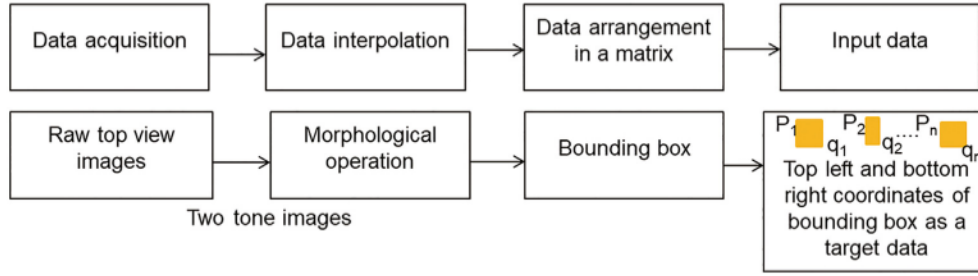 Data acquisition
Data interpolation
Data arrangement
in a matrix
Input data
Raw top view
images
Morphological
operation
Bounding box
P1 q1 P2 q2 .... Pn qn
Top left and bottom
right coordinates of
bounding box as a
target data
Two tone images